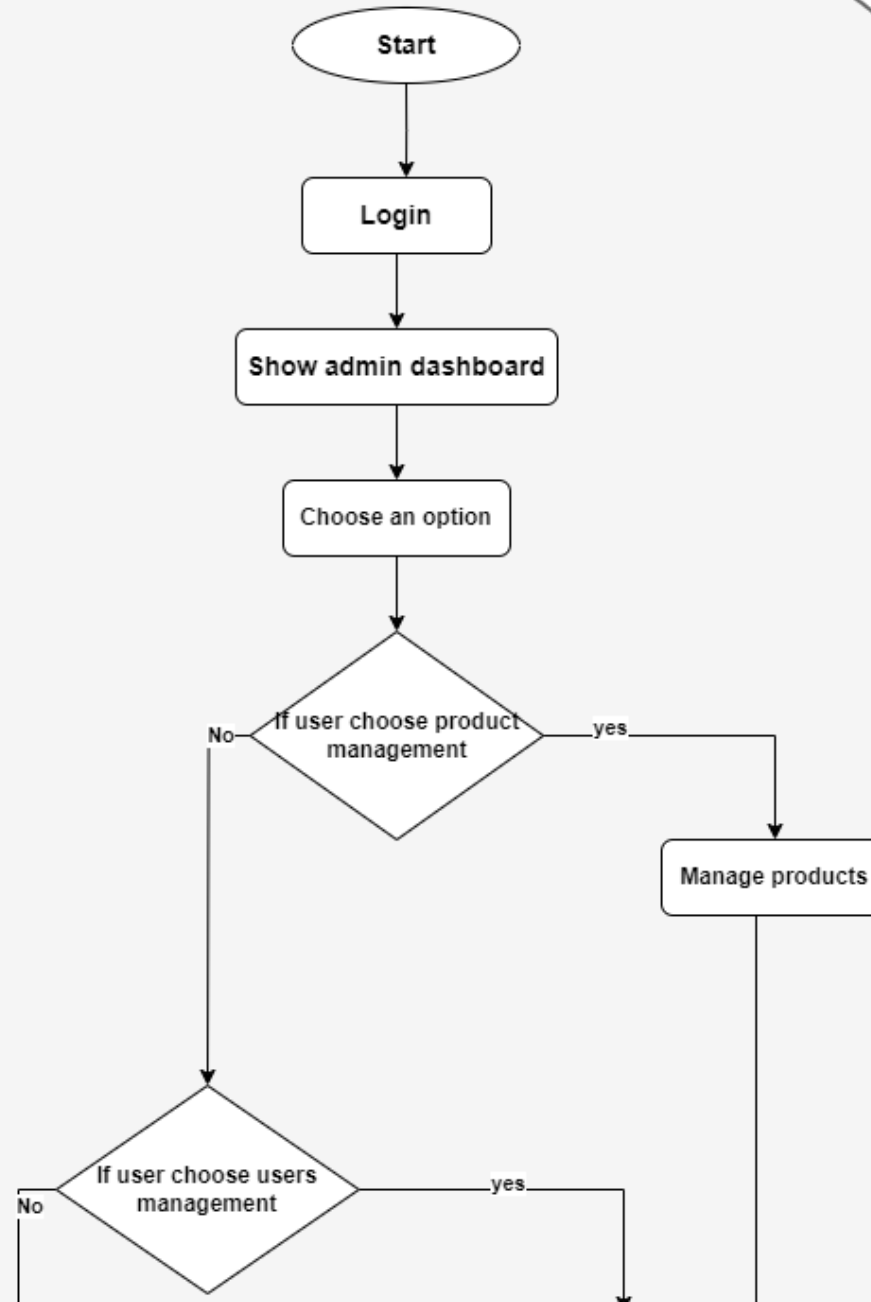 Start
Login
Show admin dashboard
Choose an option
If user choose product
management
No
yes
Manage products
If user choose users
management
No
yes